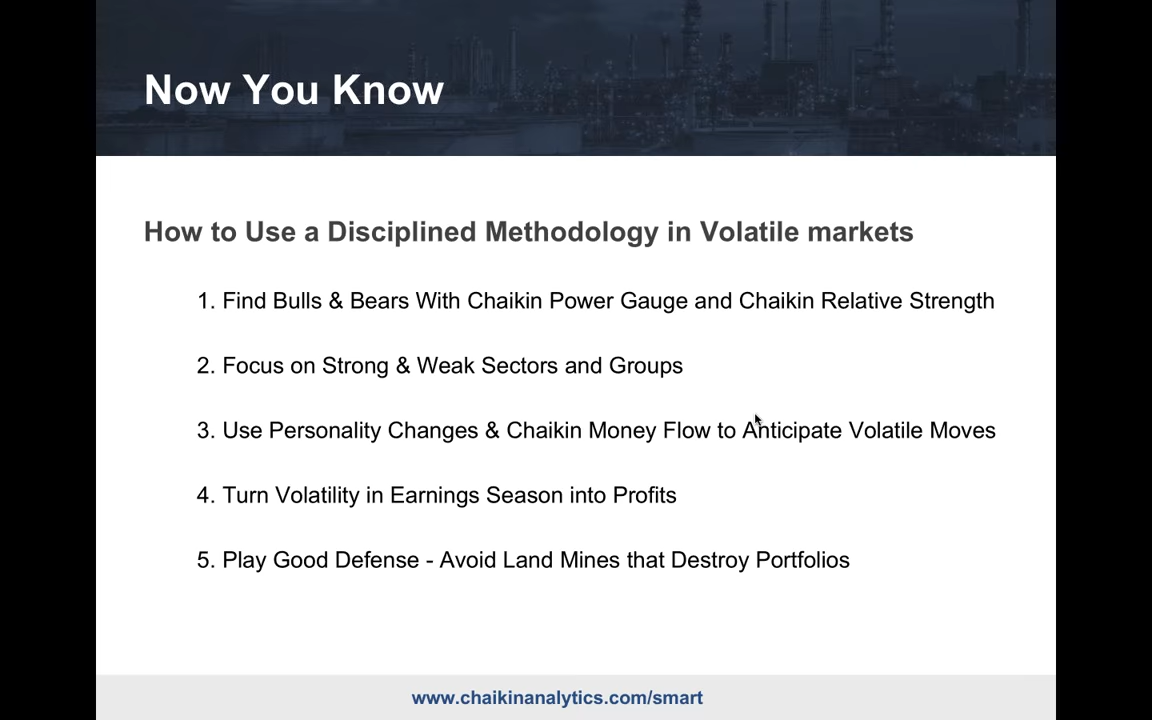 Now You Know
How to Use a Disciplined Methodology in Volatile markets
1. Find Bulls & Bears With Chaikin Power Gauge and Chaikin Relative Strength
2. Focus on Strong & Weak Sectors and Groups
3. Use Personality Changes & Chaikin Money Flow to Anticipate Volatile Moves
4. Turn Volatility in Earnings Season into Profits
5. Play Good Defense - Avoid Land Mines that Destroy Portfolios
www.chaikinanalytics.com/smart